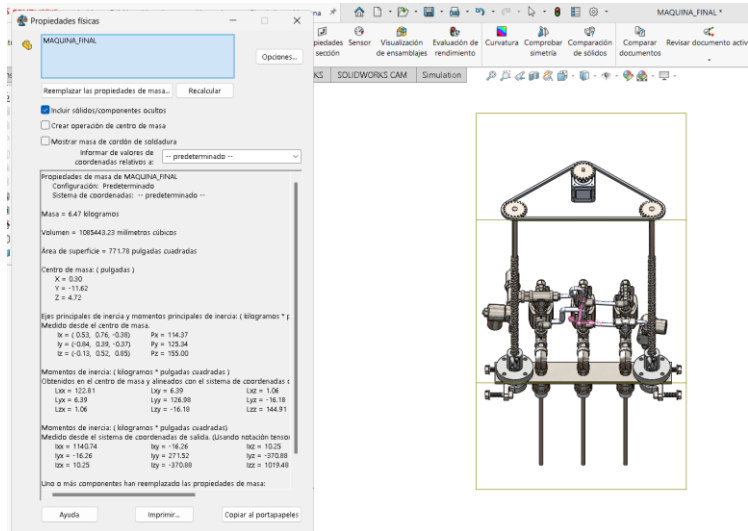 Propiedades físicas
MAQUINA_FINAL *
MAQUINA_FINAL
Opciones...
Sensor
Visualización de ensamblajes
Evaluación de rendimiento
Curvatura
Comprobar simetría
Comparación de sólidos
Comparar documentos
Revisar documento activ
sección
SOLIDWORKS CAM
Simulation
Reemplazar las propiedades de masa...
Recalcular
Incluir sólidos/componentes ocultos
Crear operación de centro de masa
Mostrar masa de cordón de soldadura
Informar de valores de coordenadas relativos a:
-- predeterminado --
Propiedades de masa de MAQUINA_FINAL
Configuración: Predeterminado
Sistema de coordenadas: -- predeterminado --
Masa = 6.47 kilogramos
Volumen = 1085443.23 milímetros cúbicos
Área de superficie = 771.78 pulgadas cuadradas
Centro de masa: ( pulgadas )
X = 0.30
Y = -11.62
Z = 4.72
Ejes principales de inercia y momentos principales de inercia: ( kilogramos * p
Medido desde el centro de masa.
Ix = ( 0.53, 0.76, -0.38) Px = 114.37
Iy = (-0.84, 0.39, -0.37) Py = 125.34
Iz = (-0.13, 0.52, 0.85) Pz = 155.00
Momentos de inercia: ( kilogramos * pulgadas cuadradas )
Obtenidos en el centro de masa y alineados con el sistema de coordenadas c
Lxx = 122.81 Lxy = 6.39 Lxz = 1.06
Lyx = 6.39 Lyy = 126.98 Lyz = -16.18
Lzx = 1.06 Lzy = -16.18 Lzz = 144.91
Momentos de inercia: ( kilogramos * pulgadas cuadradas)
Medido desde el sistema de coordenadas de salida. (Usando notación tensor
Ixx = 1140.74 Ixy = -16.26 Ixz = 10.25
Iyx = -16.26 Iyy = 271.52 Iyz = -370.88
Izx = 10.25 Izy = -370.88 Izz = 1019.48
Uno o más componentes han reemplazado las propiedades de masa:
Ayuda
Imprimir...
Copiar al portapapeles